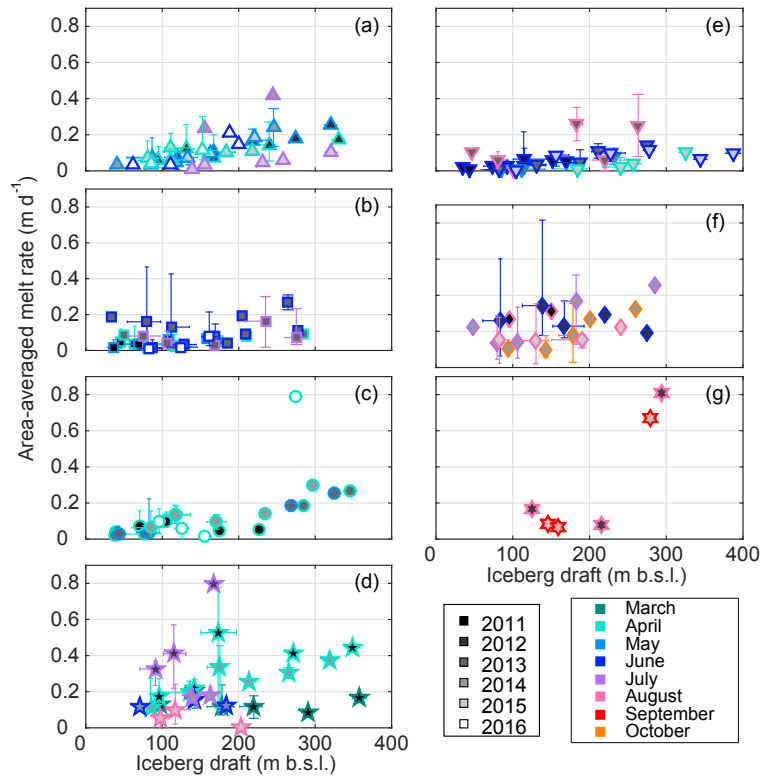 (a)
0.8
0.6
0.4
0.2
0
(b)
0.8
0.6
0.4
0.2
0
(c)
0.8
0.6
0.4
0.2
0
(d)
0.8
0.6
0.4
0.2
0
0 100 200 300 400
Iceberg draft (m b.s.l.)
Area-averaged melt rate (m d-1)
(e)
(f)
(g)
0 100 200 300 400
Iceberg draft (m b.s.l.)
2011
2012
2013
2014
2015
2016
March
April
May
June
July
August
September
October